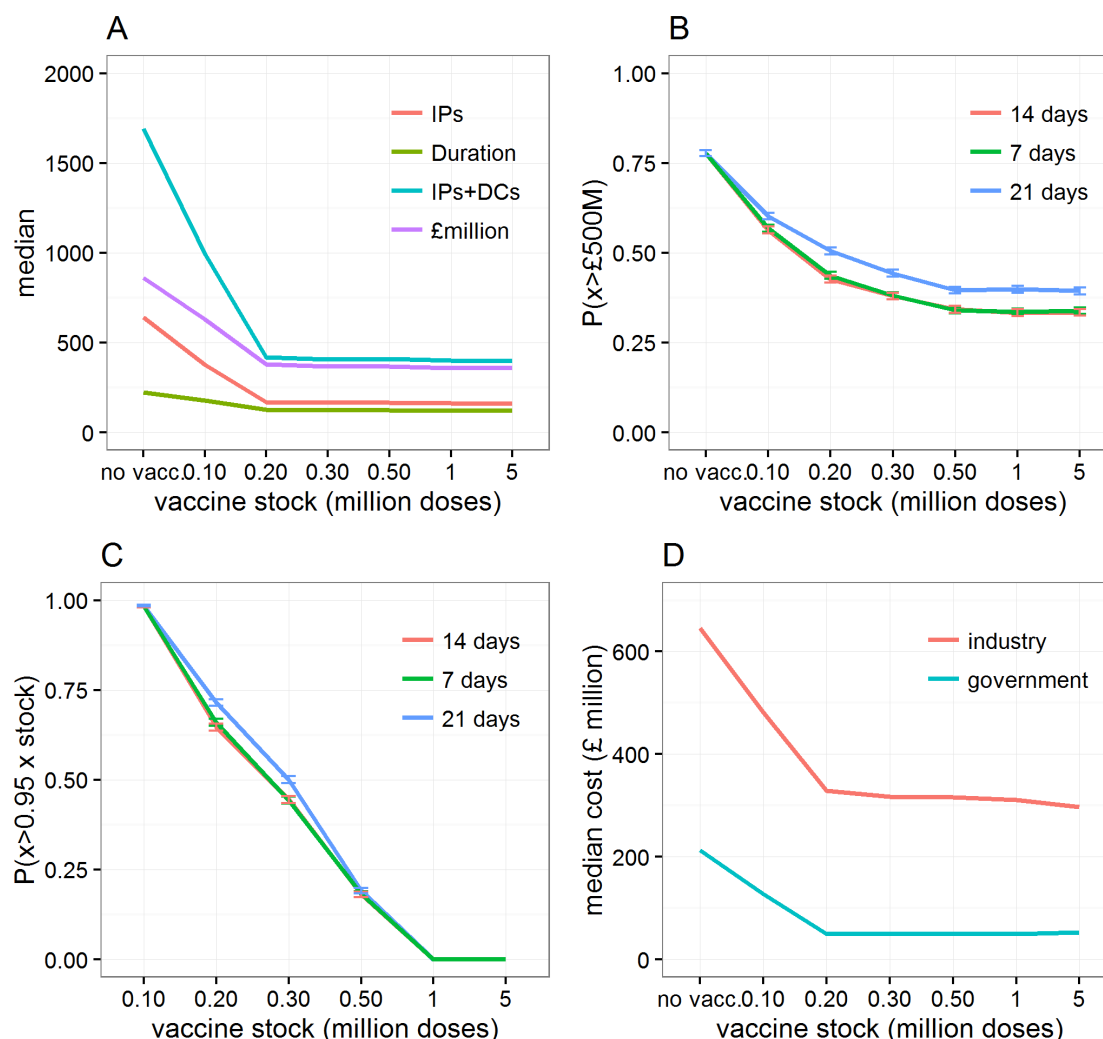 A
2000
1500
1000
500
0
median
IPs
Duration
IPs+DCs
£million
no vacc. 0.10 0.20 0.30 0.50 1 5
vaccine stock (million doses)
B
1.00
0.75
0.50
0.25
0.00
P(x>£500M)
14 days
7 days
21 days
no vacc. 0.10 0.20 0.30 0.50 1 5
vaccine stock (million doses)
C
1.00
0.75
0.50
0.25
0.00
P(x>0.95 x stock)
14 days
7 days
21 days
0.10 0.20 0.30 0.50 1 5
vaccine stock (million doses)
D
600
400
200
0
median cost (£ million)
industry
government
no vacc. 0.10 0.20 0.30 0.50 1 5
vaccine stock (million doses)